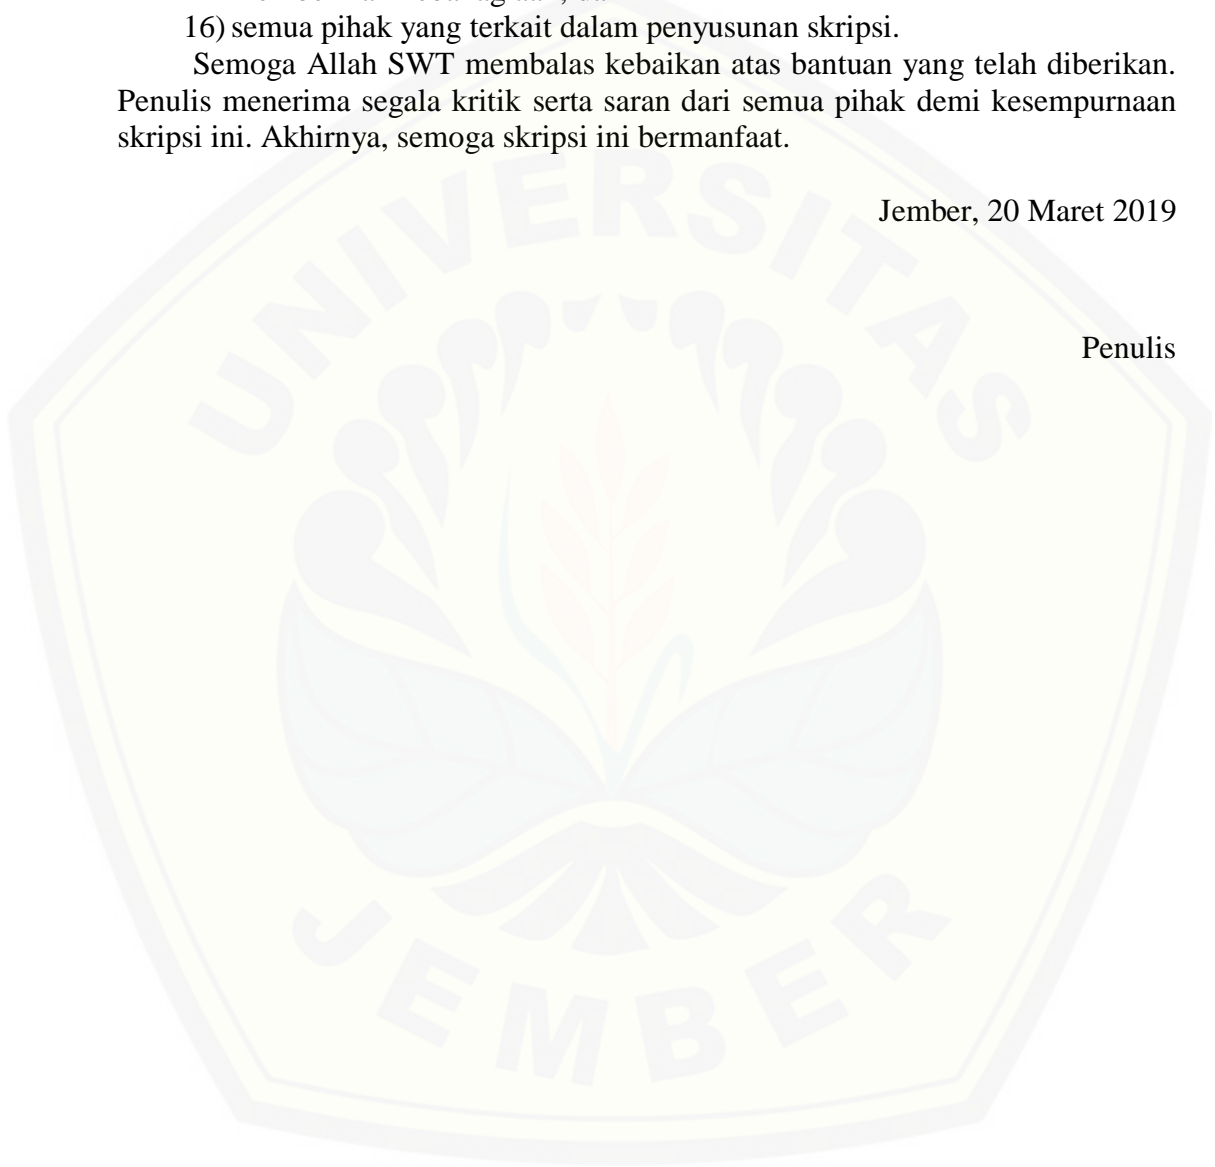 16) semua pihak yang terkait dalam penyusunan skripsi.
Semoga Allah SWT membalas kebaikan atas bantuan yang telah diberikan.
Penulis menerima segala kritik serta saran dari semua pihak demi kesempurnaan
skripsi ini. Akhirnya, semoga skripsi ini bermanfaat.
Jember, 20 Maret 2019
Penulis
UNIVERSITAS
JEMBER